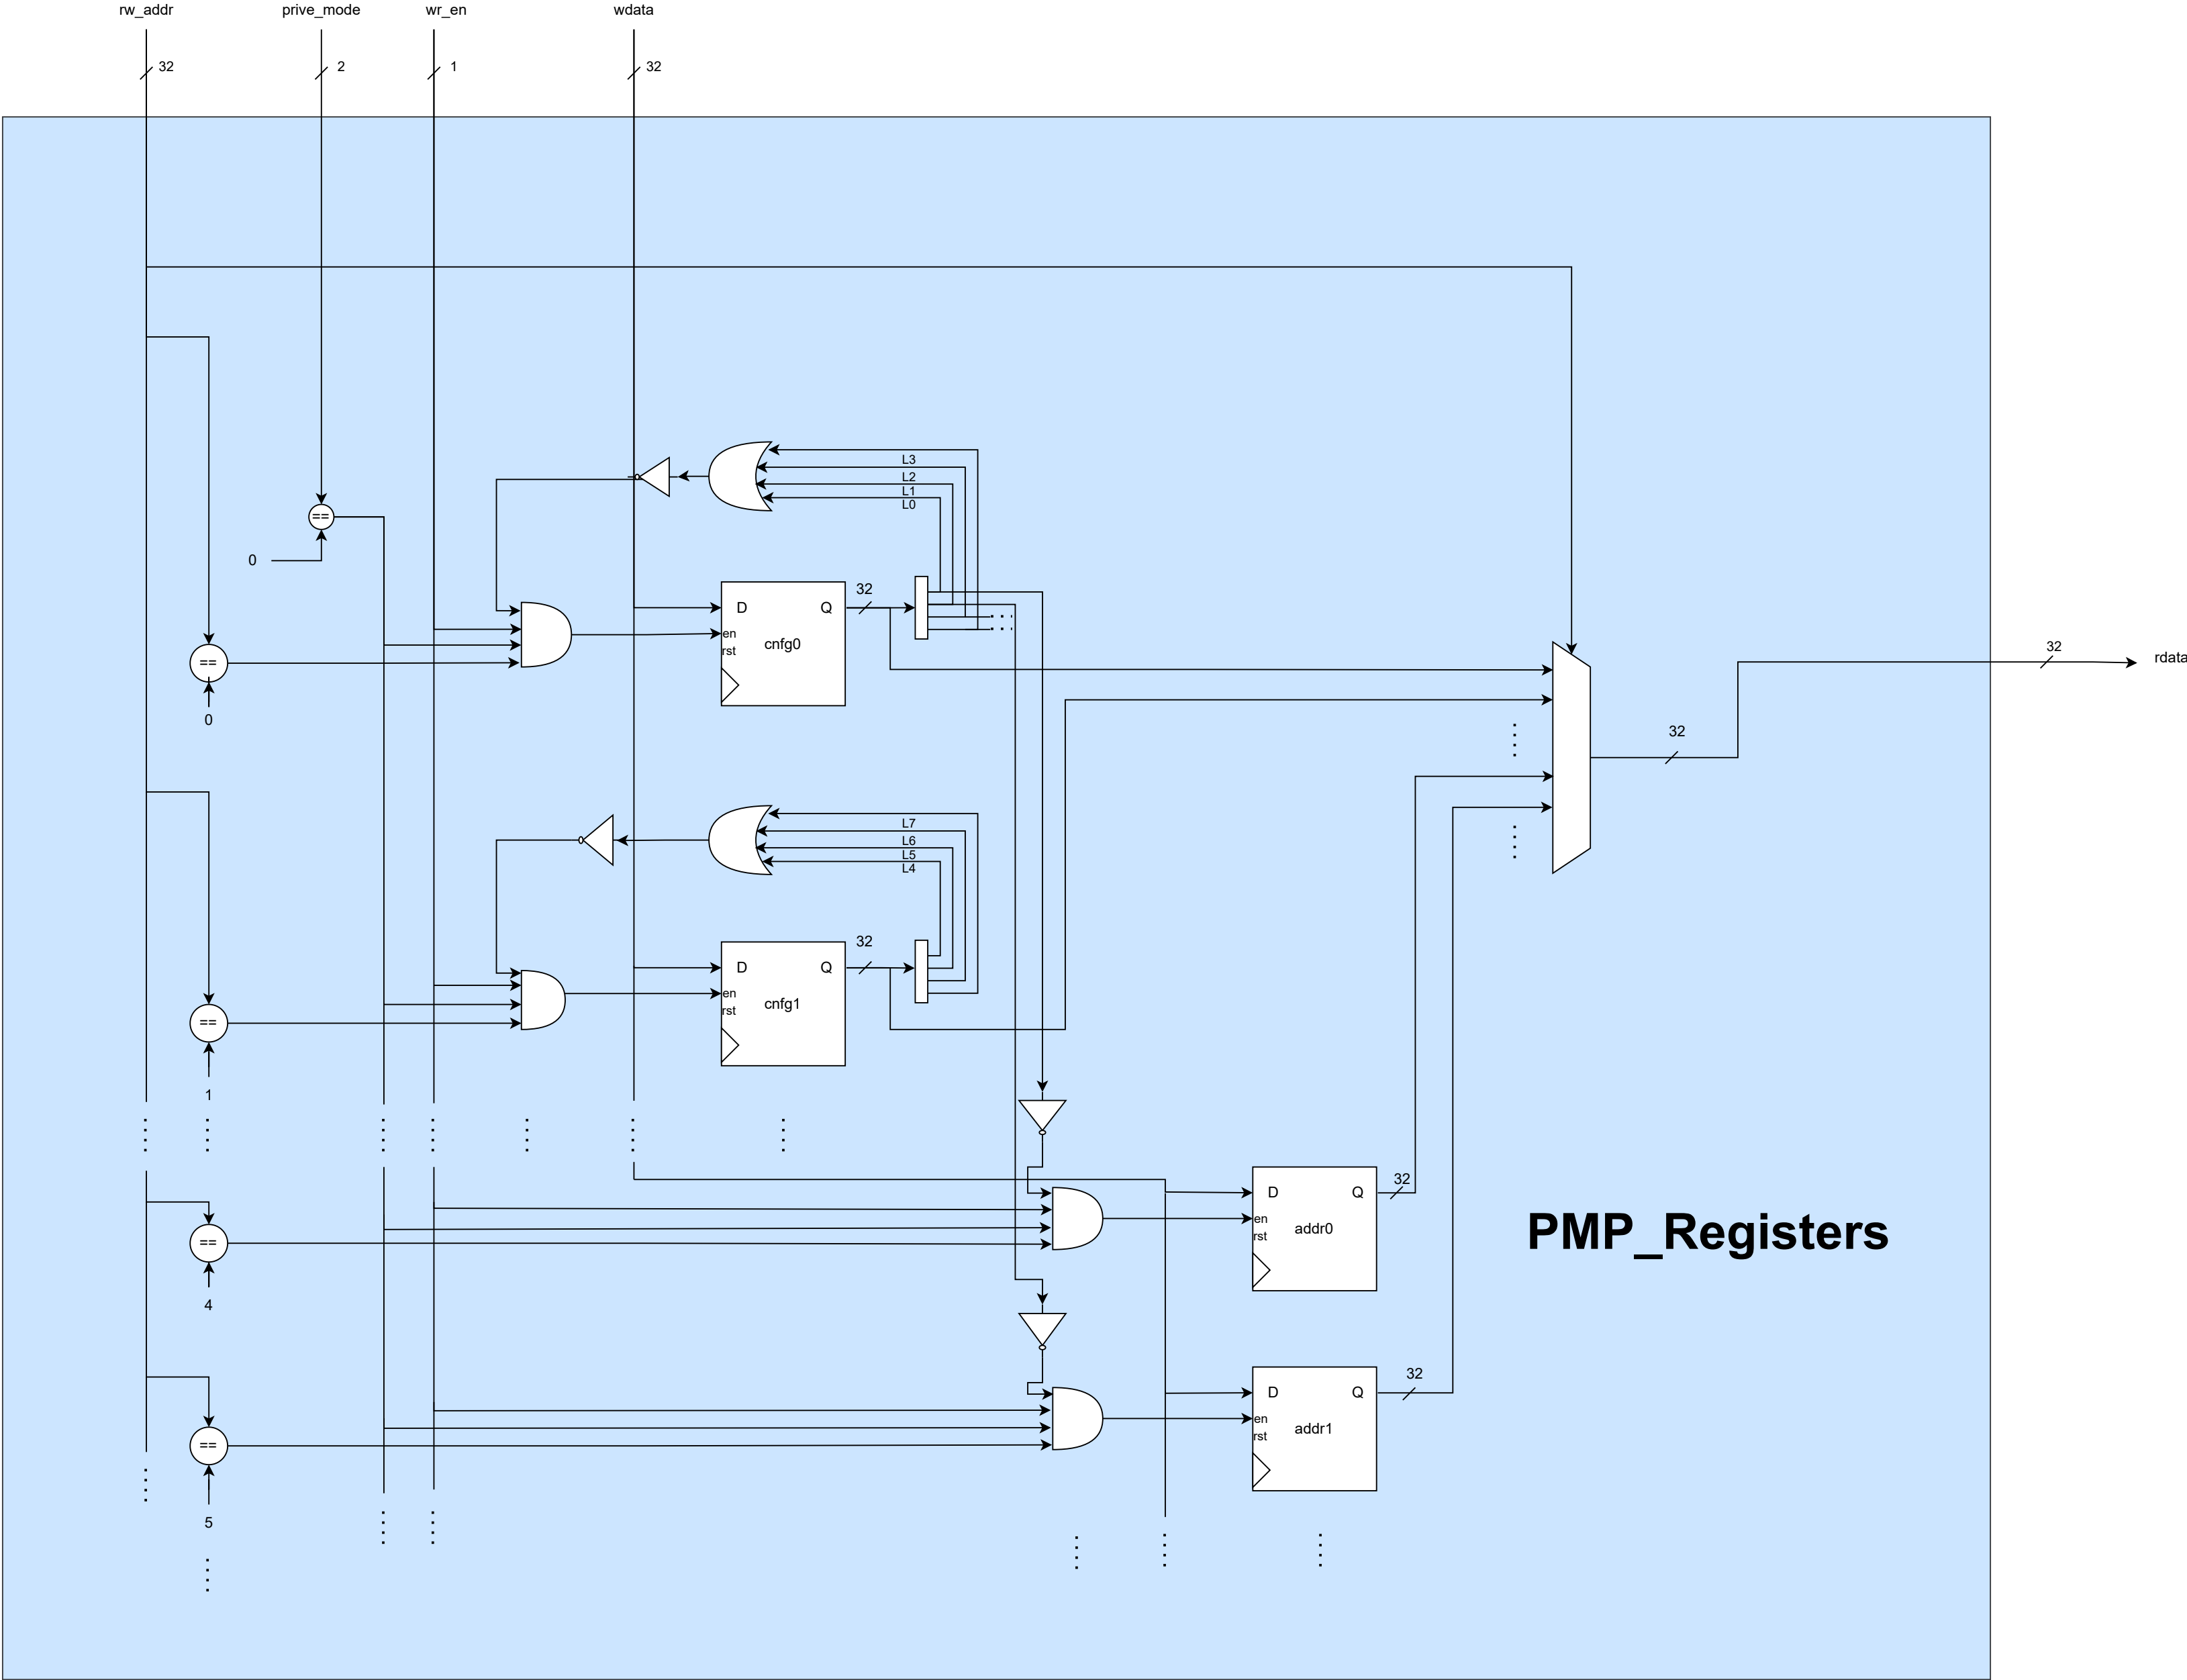 rw_addr
prive_mode
wr_en
wdata
32
2
1
32
L3
L2
L1
L0
==
0
32
D
Q
en
rst
cnfg0
==
0
32
rdata
32
L7
L6
L5
L4
32
D
Q
en
rst
cnfg1
==
1
32
D
Q
en
rst
addr0
PMP_Registers
==
4
32
D
Q
en
rst
addr1
==
5